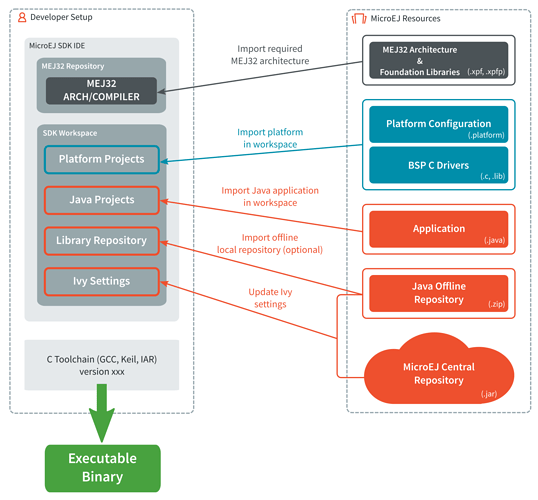 Developer Setup
MicroEJ SDK IDE
MEJ32 Repository
MEJ32
ARCH/COMPILER
SDK Workspace
Platform Projects
Java Projects
Library Repository
Ivy Settings
C Toolchain (GCC, Keil, IAR)
version xxx
Executable
Binary
Import required
MEJ32 architecture
Import platform
in workspace
Import Java application
in workspace
Import offline
local repository (optional)
Update Ivy
settings
MicroEJ Resources
MEJ32 Architecture
&
Foundation Libraries (.xpf, .xpfp)
Platform Configuration
(.platform)
BSP C Drivers
(.c, .lib)
Application
(.java)
Java Offline
Repository
(.zip)
MicroEJ Central
Repository
(.jar)